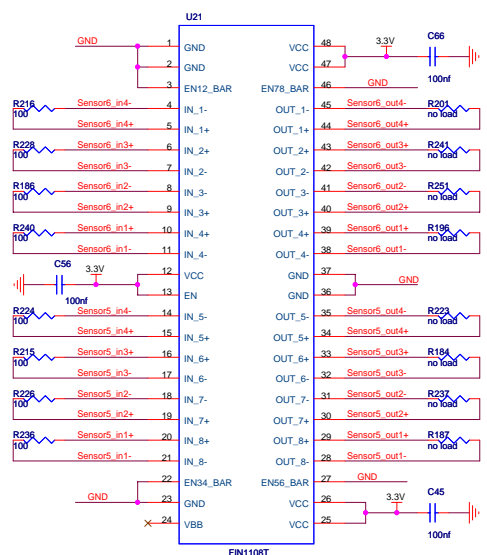 U21
GND 1 GND VCC 48 3.3V C66
2 GND VCC 47
3 EN12_BAR EN78_BAR 46 GND 100nf
R216 100 Sensor6_in4- 4 IN_1- OUT_1- 45 Sensor6_out4- R201 no load
Sensor6_in4+ 5 IN_1+ OUT_1+ 44 Sensor6_out4+
R228 100 Sensor6_in3+ 6 IN_2+ OUT_2+ 43 Sensor6_out3+ R241 no load
Sensor6_in3- 7 IN_2- OUT_2- 42 Sensor6_out3-
R186 100 Sensor6_in2- 8 IN_3- OUT_3- 41 Sensor6_out2- R251 no load
Sensor6_in2+ 9 IN_3+ OUT_3+ 40 Sensor6_out2+
R240 100 Sensor6_in1+ 10 IN_4+ OUT_4+ 39 Sensor6_out1+ R196 no load
Sensor6_in1- 11 IN_4- OUT_4- 38 Sensor6_out1-
C56 3.3V 12 VCC GND 37 GND
100nf 13 EN GND 36
R224 100 Sensor5_in4- 14 IN_5- OUT_5- 35 Sensor5_out4- R223 no load
Sensor5_in4+ 15 IN_5+ OUT_5+ 34 Sensor5_out4+
R215 100 Sensor5_in3+ 16 IN_6+ OUT_6+ 33 Sensor5_out3+ R184 no load
Sensor5_in3- 17 IN_6- OUT_6- 32 Sensor5_out3-
R226 100 Sensor5_in2- 18 IN_7- OUT_7- 31 Sensor5_out2- R237 no load
Sensor5_in2+ 19 IN_7+ OUT_7+ 30 Sensor5_out2+
R236 100 Sensor5_in1+ 20 IN_8+ OUT_8+ 29 Sensor5_out1+ R187 no load
Sensor5_in1- 21 IN_8- OUT_8- 28 Sensor5_out1-
22 EN34_BAR EN56_BAR 27 GND
GND 23 GND VCC 26 3.3V C45
24 VBB VCC 25 100nf
FIN1108T